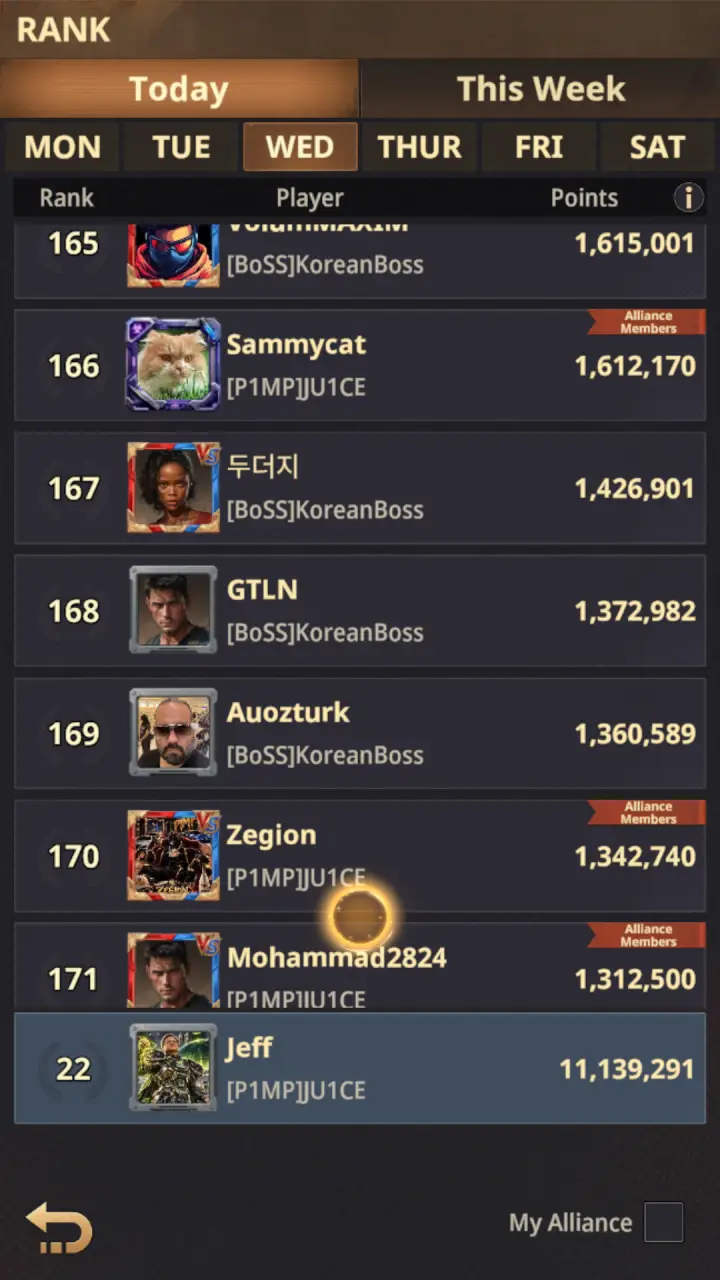 RANK
Today
This Week
MON TUE WED THUR FRI SAT
Rank Player Points i
165 VolumMAXIM 1,615,001
[BoSS]KoreanBoss
Alliance Members
166 Sammycat 1,612,170
[P1MP]JU1CE
167 두더지 1,426,901
[BoSS]KoreanBoss
168 GTLN 1,372,982
[BoSS]KoreanBoss
169 Auozturk 1,360,589
[BoSS]KoreanBoss
Alliance Members
170 Zegion 1,342,740
[P1MP]JU1CE
Alliance Members
171 Mohammad2824 1,312,500
[P1MP]JU1CE
22 Jeff 11,139,291
[P1MP]JU1CE
My Alliance